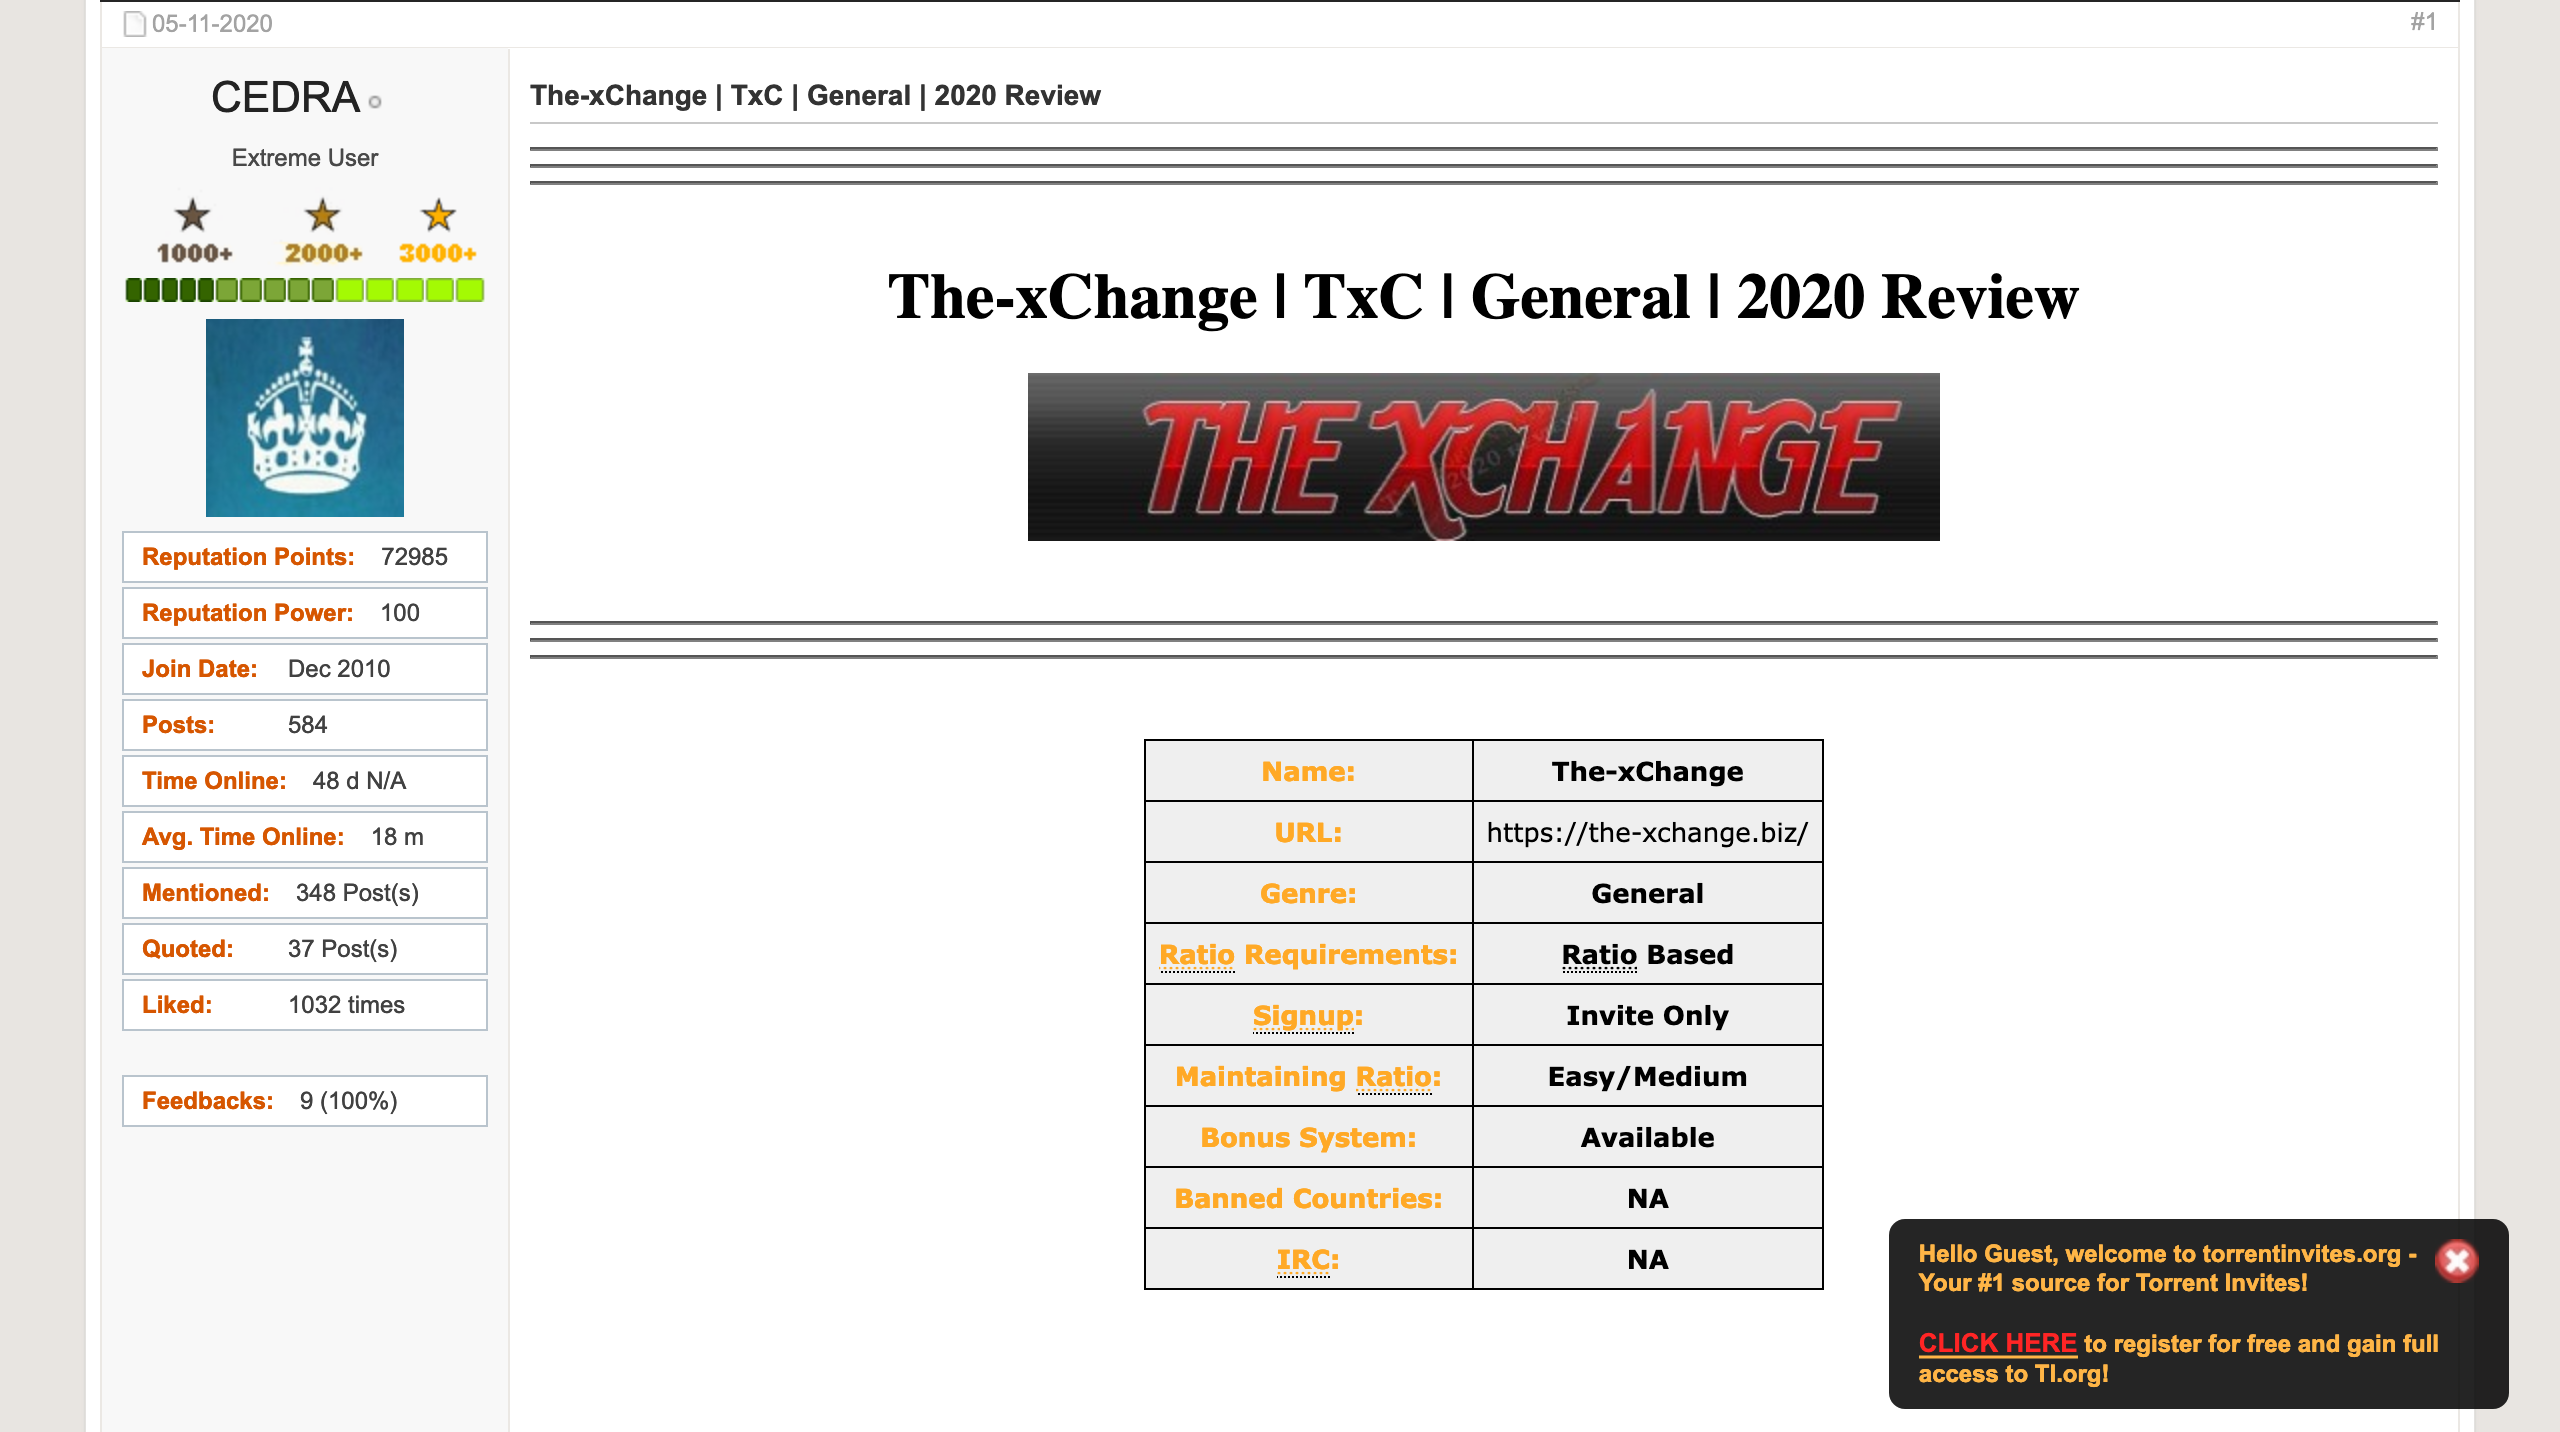 05-11-2020
#1
CEDRA
Extreme User
1000+ 2000+ 3000+
Reputation Points: 72985
Reputation Power: 100
Join Date: Dec 2010
Posts: 584
Time Online: 48 d N/A
Avg. Time Online: 18 m
Mentioned: 348 Post(s)
Quoted: 37 Post(s)
Liked: 1032 times
Feedbacks: 9 (100%)
The-xChange | TxC | General | 2020 Review
The-xChange | TxC | General | 2020 Review
THE XCHANGE
Name: The-xChange
URL: https://the-xchange.biz/
Genre: General
Ratio Requirements: Ratio Based
Signup: Invite Only
Maintaining Ratio: Easy/Medium
Bonus System: Available
Banned Countries: NA
IRC: NA
Hello Guest, welcome to torrentinvites.org -
Your #1 source for Torrent Invites!
CLICK HERE to register for free and gain full
access to TI.org!